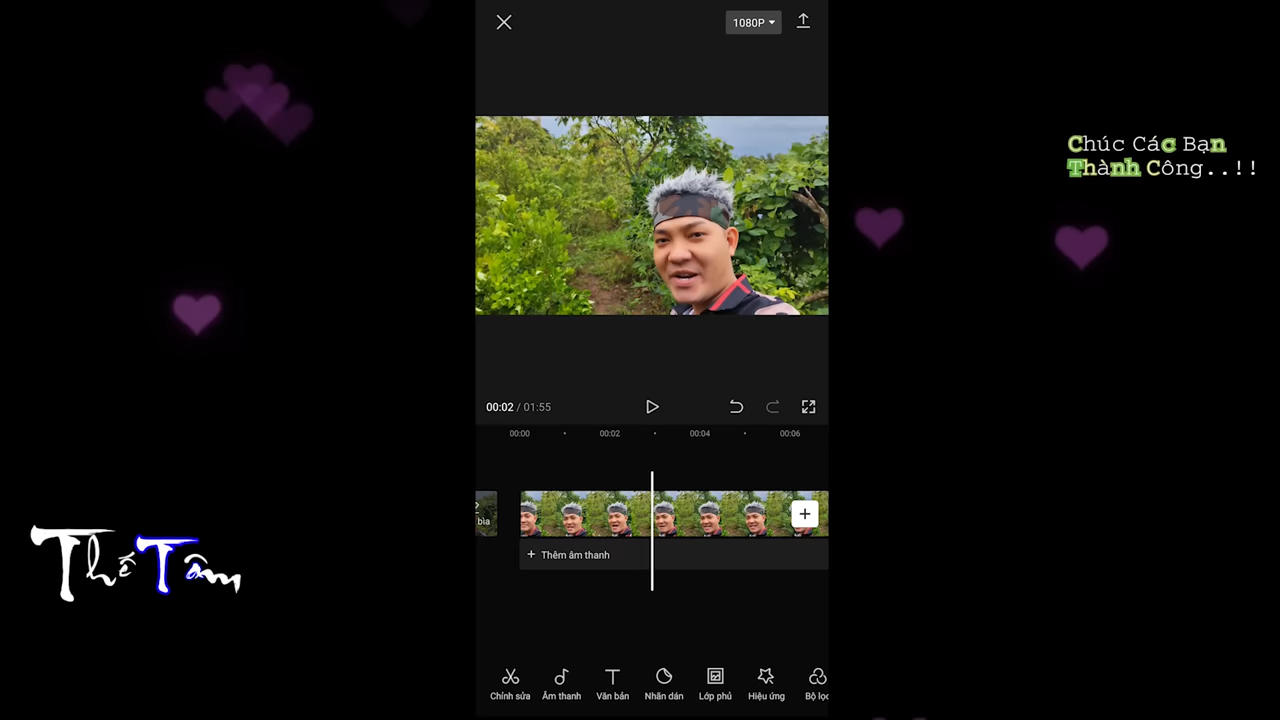 1080P
Chúc Các Bạn
Thành Công..!!
00:02 / 01:55
00:00 00:02 00:04 00:06
bìa
+ Thêm âm thanh
Thế Tâm
Chỉnh sửa Âm thanh Văn bản Nhãn dán Lớp phủ Hiệu ứng Bộ lọc